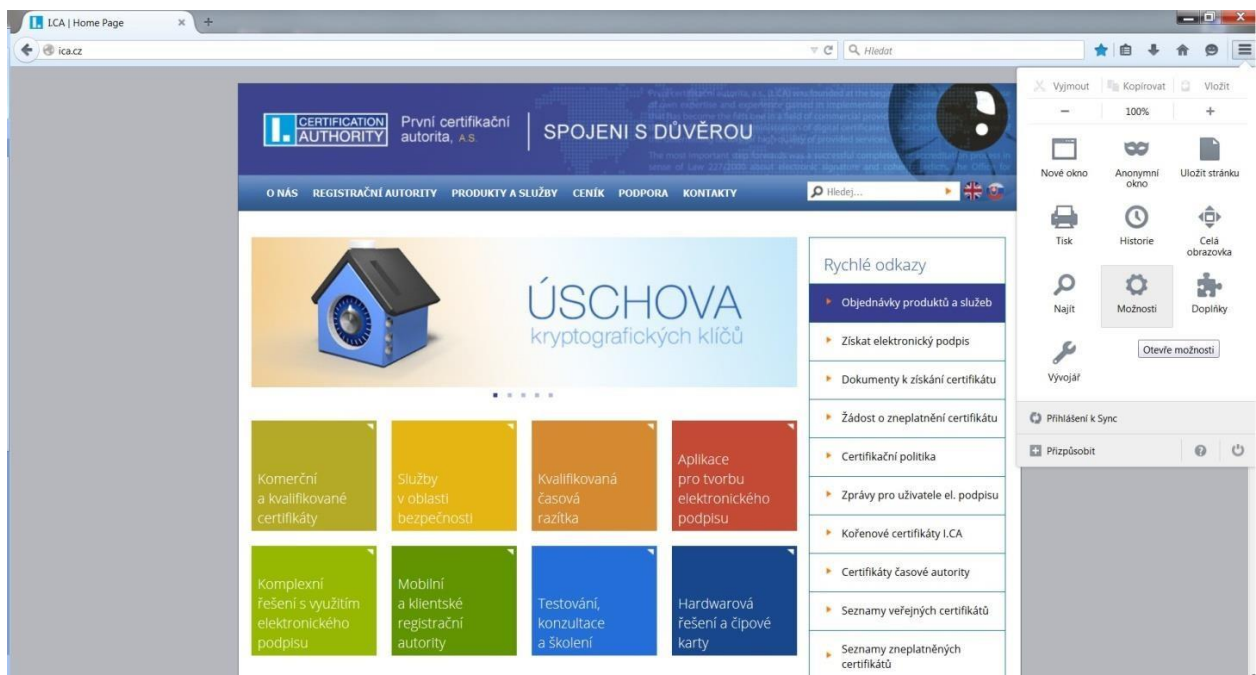 I.CA | Home Page
ica.cz
Hledat
Vyjmout
Kopírovat
Vložit
100%
Nové okno
Anonymní
okno
Uložit stránku
Tisk
Historie
Celá
obrazovka
Najít
Možnosti
Doplňky
Otevře možnosti
Vývojář
Přihlášení k Sync
Přizpůsobit
CERTIFICATION
AUTHORITY
První certifikační
autorita, A.S.
SPOJENI S DŮVĚROU
O NÁS REGISTRAČNÍ AUTORITY PRODUKTY A SLUŽBY CENÍK PODPORA KONTAKTY
Hledej...
ÚSCHOVA
kryptografických klíčů
Komerční
a kvalifikované
certifikáty
Služby
v oblasti
bezpečnosti
Kvalifikovaná
časová
razítka
Aplikace
pro tvorbu
elektronického
podpisu
Komplexní
řešení s využitím
elektronického
podpisu
Mobilní
a klientské
registrační
autority
Testování,
konzultace
a školení
Hardwarová
řešení a čipové
karty
Rychlé odkazy
Objednávky produktů a služeb
Získat elektronický podpis
Dokumenty k získání certifikátu
Žádost o zneplatnění certifikátu
Certifikační politika
Zprávy pro uživatele el. podpisu
Kořenové certifikáty I.CA
Certifikáty časové autority
Seznamy veřejných certifikátů
Seznamy zneplatněných
certifikátů